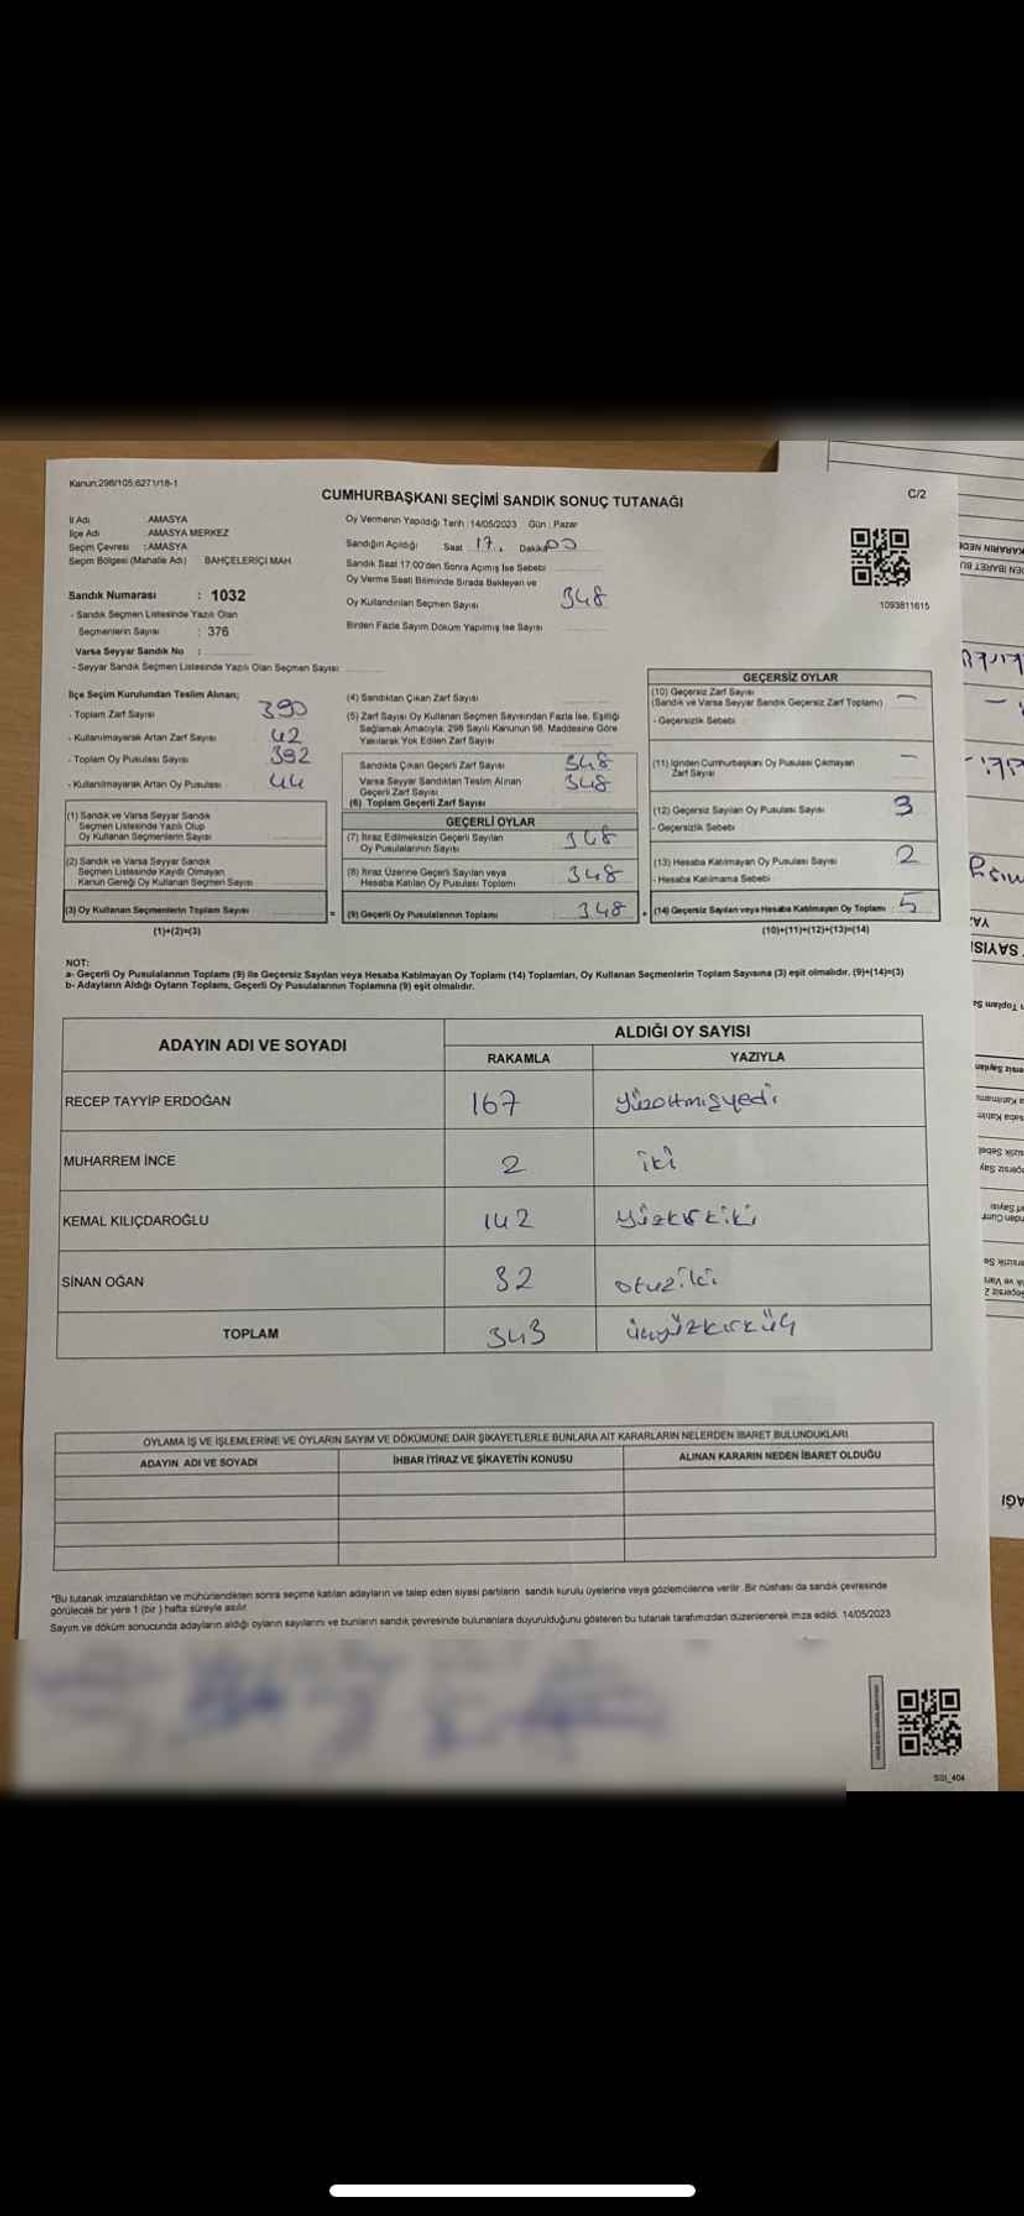 Kanun:298/105,6271/18-1
CUMHURBAŞKANI SEÇİMİ SANDIK SONUÇ TUTANAĞI
C/2
İl Adı : AMASYA
İlçe Adı : AMASYA MERKEZ
Seçim Çevresi : AMASYA
Seçim Bölgesi (Mahalle Adı) BAHÇELERİÇİ MAH
Sandık Numarası : 1032
- Sandık Seçmen Listesinde Yazılı Olan
Seçmenlerin Sayısı : 376
Varsa Seyyar Sandık No :
- Seyyar Sandık Seçmen Listesinde Yazılı Olan Seçmen Sayısı
Oy Vermenin Yapıldığı Tarih : 14/05/2023 Gün : Pazar
Sandığın Açıldığı Saat 17. Dakika 00
Sandık Saat 17.00'den Sonra Açılmış İse Sebebi
Oy Verme Saati Bitiminde Sırada Bekleyen ve
Oy Kullandırılan Seçmen Sayısı 348
Birden Fazla Sayım Döküm Yapılmış İse Sayısı
1093811615
İlçe Seçim Kurulundan Teslim Alınan;
- Toplam Zarf Sayısı 390
- Kullanılmayarak Artan Zarf Sayısı 42
- Toplam Oy Pusulası Sayısı 392
- Kullanılmayarak Artan Oy Pusulası 44
(1) Sandık ve Varsa Seyyar Sandık
Seçmen Listesinde Yazılı Olup
Oy Kullanan Seçmenlerin Sayısı
(2) Sandık ve Varsa Seyyar Sandık
Seçmen Listesinde Kaydı Olmayan
Kanun Gereği Oy Kullanan Seçmen Sayısı
(3) Oy Kullanan Seçmenlerin Toplam Sayısı
(1)+(2)=(3)
(4) Sandıktan Çıkan Zarf Sayısı
(5) Zarf Sayısı Oy Kullanan Seçmen Sayısından Fazla İse, Eşitliği
Sağlamak Amacıyla, 298 Sayılı Kanunun 98. Maddesine Göre
Yakılarak Yok Edilen Zarf Sayısı
Sandıkta Çıkan Geçerli Zarf Sayısı 348
Varsa Seyyar Sandıktan Teslim Alınan 348
Geçerli Zarf Sayısı
(6) Toplam Geçerli Zarf Sayısı
GEÇERLİ OYLAR
(7) İtiraz Edilmeksizin Geçerli Sayılan
Oy Pusulalarının Sayısı 348
(8) İtiraz Üzerine Geçerli Sayılan veya
Hesaba Katılan Oy Pusulası Toplamı 348
= (9) Geçerli Oy Pusulalarının Toplamı 348
GEÇERSİZ OYLAR
(10) Geçersiz Zarf Sayısı –
(Sandık ve Varsa Seyyar Sandık Geçersiz Zarf Toplamı)
- Geçersizlik Sebebi
(11) İçinden Cumhurbaşkanı Oy Pusulası Çıkmayan –
Zarf Sayısı
(12) Geçersiz Sayılan Oy Pusulası Sayısı 3
- Geçersizlik Sebebi
(13) Hesaba Katılmayan Oy Pusulası Sayısı 2
- Hesaba Katılmama Sebebi
+ (14) Geçersiz Sayılan veya Hesaba Katılmayan Oy Toplamı 5
(10)+(11)+(12)+(13)=(14)
NOT:
a- Geçerli Oy Pusulalarının Toplamı (9) ile Geçersiz Sayılan veya Hesaba Katılmayan Oy Toplamı (14) Toplamları, Oy Kullanan Seçmenlerin Toplam Sayısına (3) eşit olmalıdır. (9)+(14)=(3)
b- Adayların Aldığı Oyların Toplamı, Geçerli Oy Pusulalarının Toplamına (9) eşit olmalıdır.
ADAYIN ADI VE SOYADI
ALDIĞI OY SAYISI
RAKAMLA YAZIYLA
RECEP TAYYİP ERDOĞAN 167 yüzaltmışyedi
MUHARREM İNCE 2 iki
KEMAL KILIÇDAROĞLU 142 yüzkırkiki
SİNAN OĞAN 32 otuziki
TOPLAM 343 üçyüzkırküç
OYLAMA İŞ VE İŞLEMLERİNE VE OYLARIN SAYIM VE DÖKÜMÜNE DAİR ŞİKAYETLERLE BUNLARA AİT KARARLARIN NELERDEN İBARET BULUNDUKLARI
ADAYIN ADI VE SOYADI İHBAR İTİRAZ VE ŞİKAYETİN KONUSU ALINAN KARARIN NEDEN İBARET OLDUĞU
*Bu tutanak imzalandıktan ve mühürlendikten sonra seçime katılan adayların ve talep eden siyasi partilerin sandık kurulu üyelerine veya gözlemcilerine verilir. Bir nüshası da sandık çevresinde
görülecek bir yere 1 (bir) hafta süreyle asılır.
Sayım ve döküm sonucunda adayların aldığı oyların sayılarını ve bunların sandık çevresinde bulunanlara duyurulduğunu gösteren bu tutanak tarafımızdan düzenlenerek imza edildi. 14/05/2023